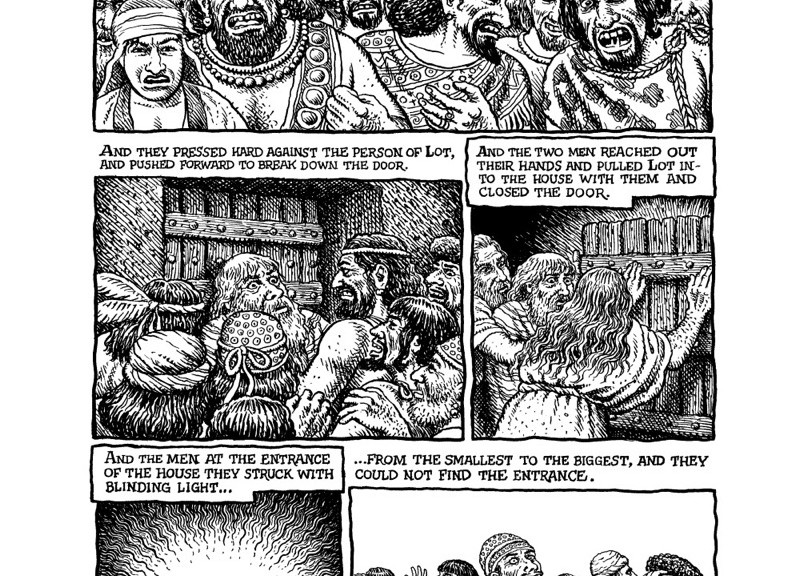 AND THEY PRESSED HARD AGAINST THE PERSON OF LOT,
AND PUSHED FORWARD TO BREAK DOWN THE DOOR.
AND THE TWO MEN REACHED OUT
THEIR HANDS AND PULLED LOT IN-
TO THE HOUSE WITH THEM AND
CLOSED THE DOOR.
AND THE MEN AT THE ENTRANCE
OF THE HOUSE THEY STRUCK WITH
BLINDING LIGHT...
...FROM THE SMALLEST TO THE BIGGEST, AND THEY
COULD NOT FIND THE ENTRANCE.